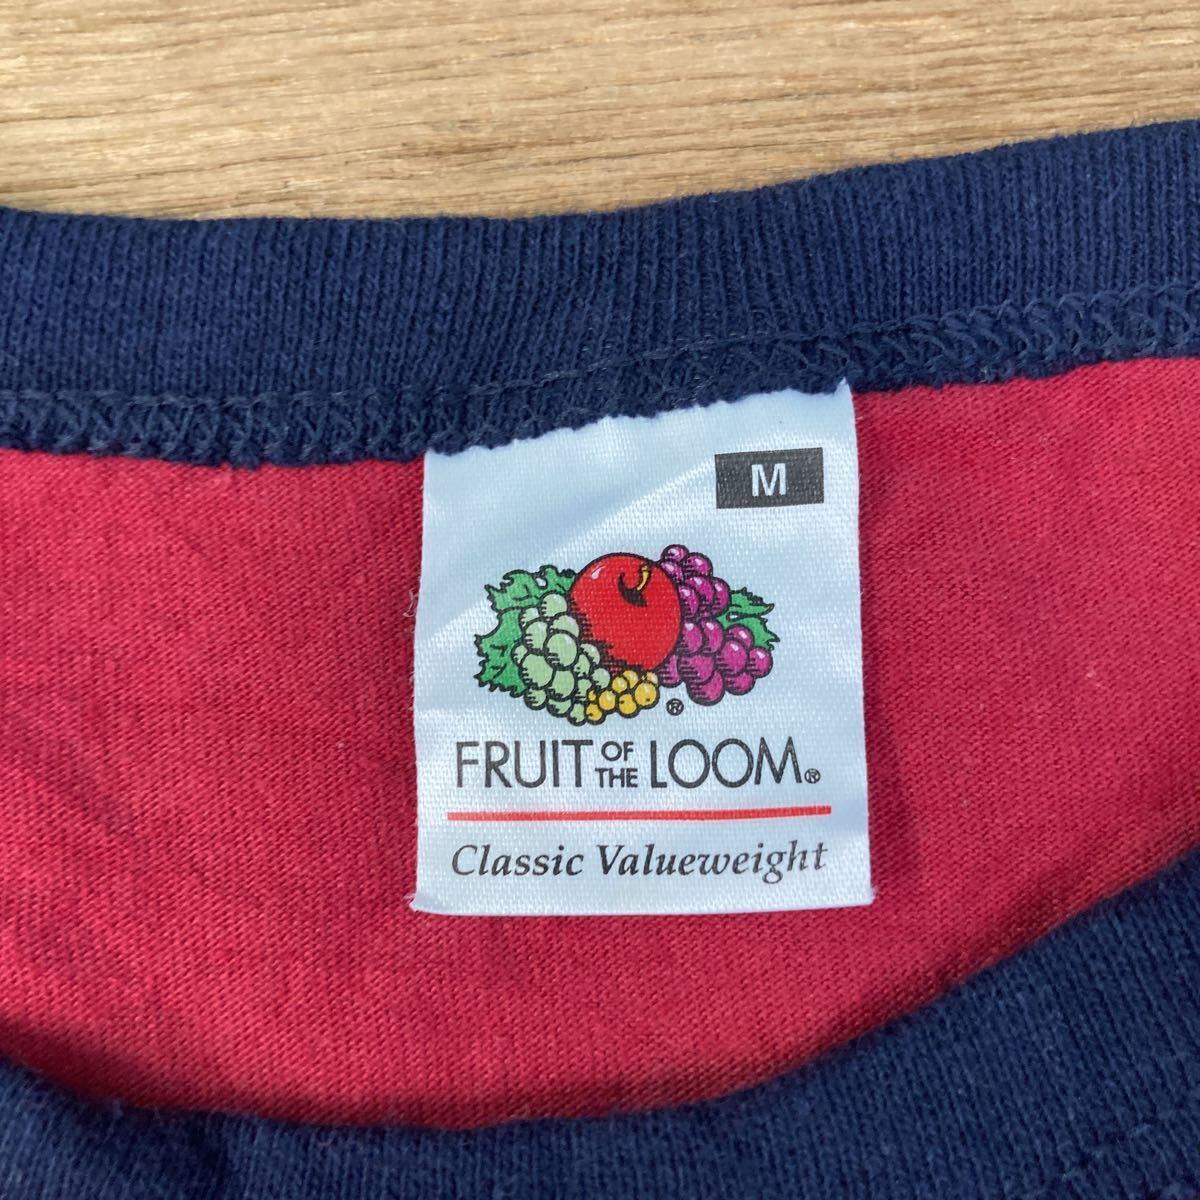 M
®
FRUIT OF THE LOOM®
Classic Valueweight